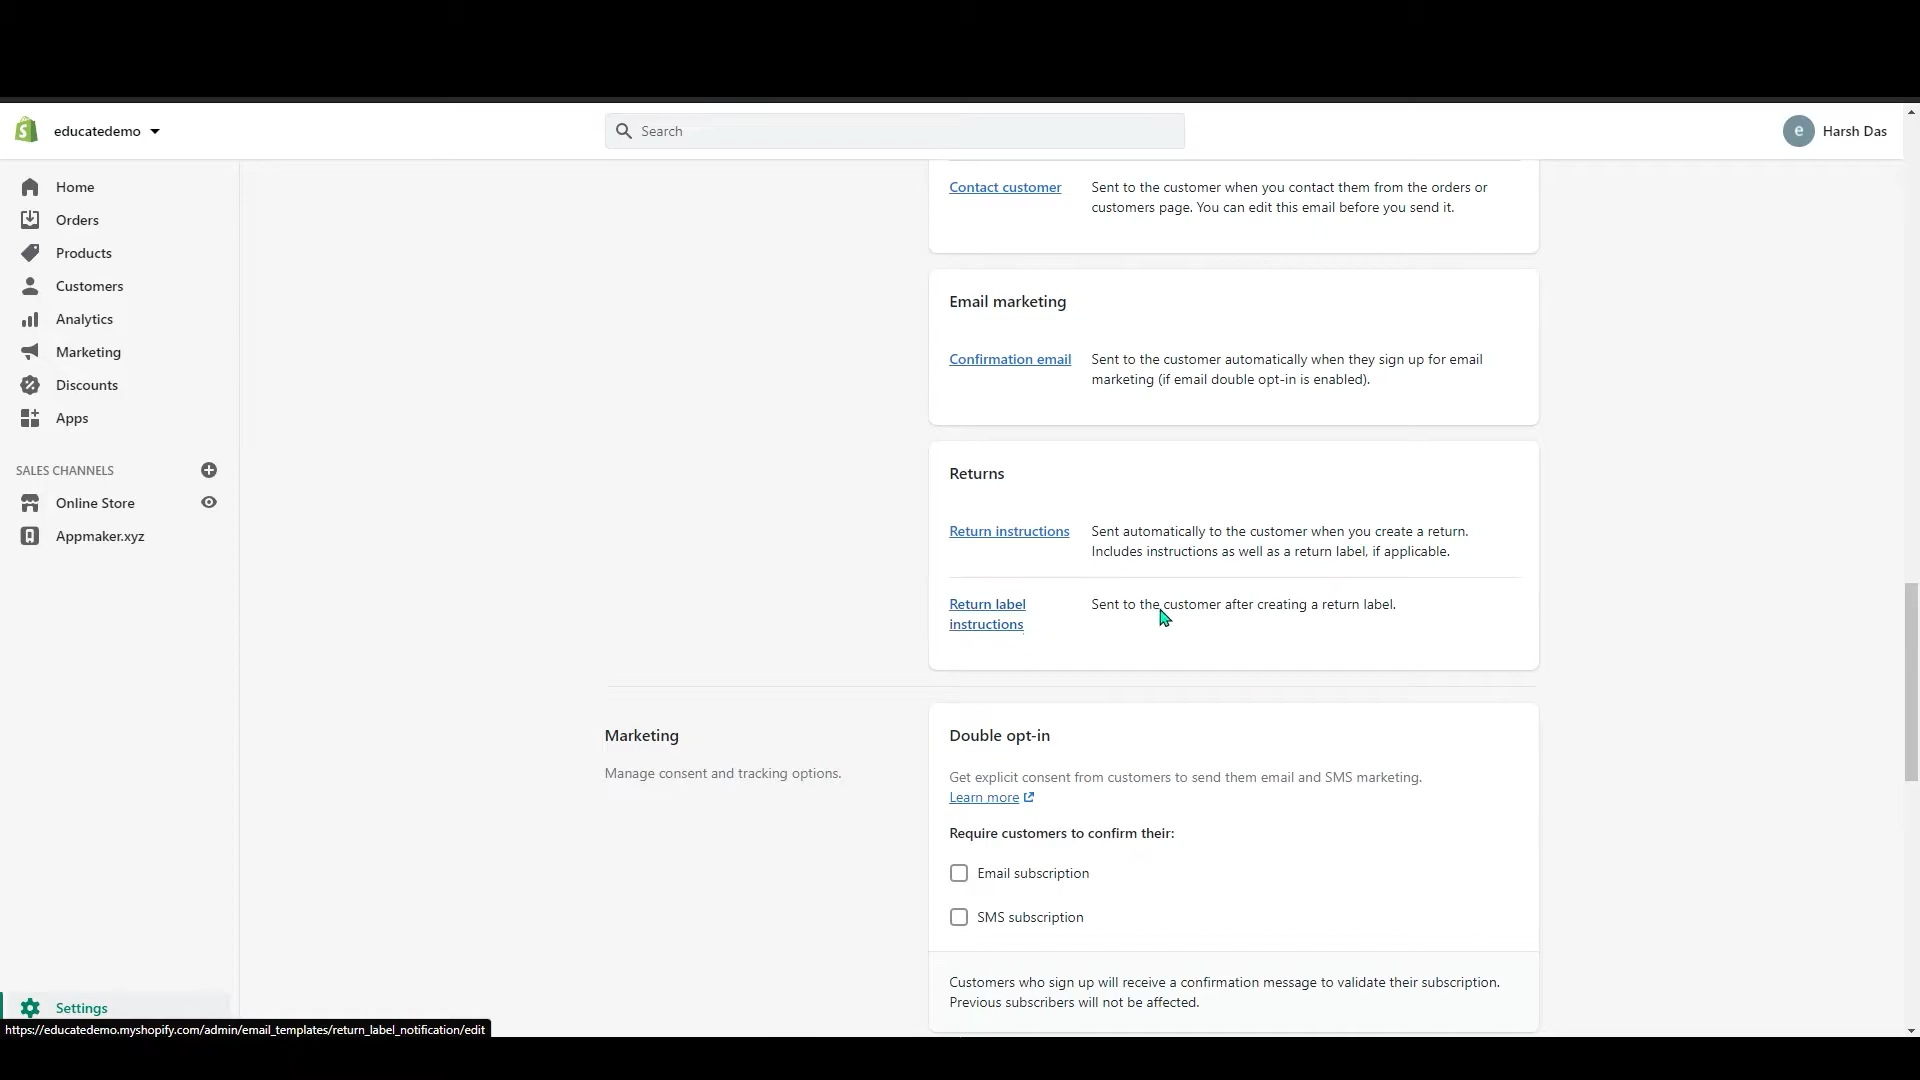 educatedemo
Search
e
Harsh Das
Home
Orders
Products
Customers
Analytics
Marketing
Discounts
Apps
SALES CHANNELS
Online Store
Appmaker.xyz
Settings
Contact customer
Sent to the customer when you contact them from the orders or
customers page. You can edit this email before you send it.
Email marketing
Confirmation email
Sent to the customer automatically when they sign up for email
marketing (if email double opt-in is enabled).
Returns
Return instructions
Sent automatically to the customer when you create a return.
Includes instructions as well as a return label, if applicable.
Return label
instructions
Sent to the customer after creating a return label.
Marketing
Manage consent and tracking options.
Double opt-in
Get explicit consent from customers to send them email and SMS marketing.
Learn more
Require customers to confirm their:
Email subscription
SMS subscription
Customers who sign up will receive a confirmation message to validate their subscription.
Previous subscribers will not be affected.
https://educatedemo.myshopify.com/admin/email_templates/return_label_notification/edit